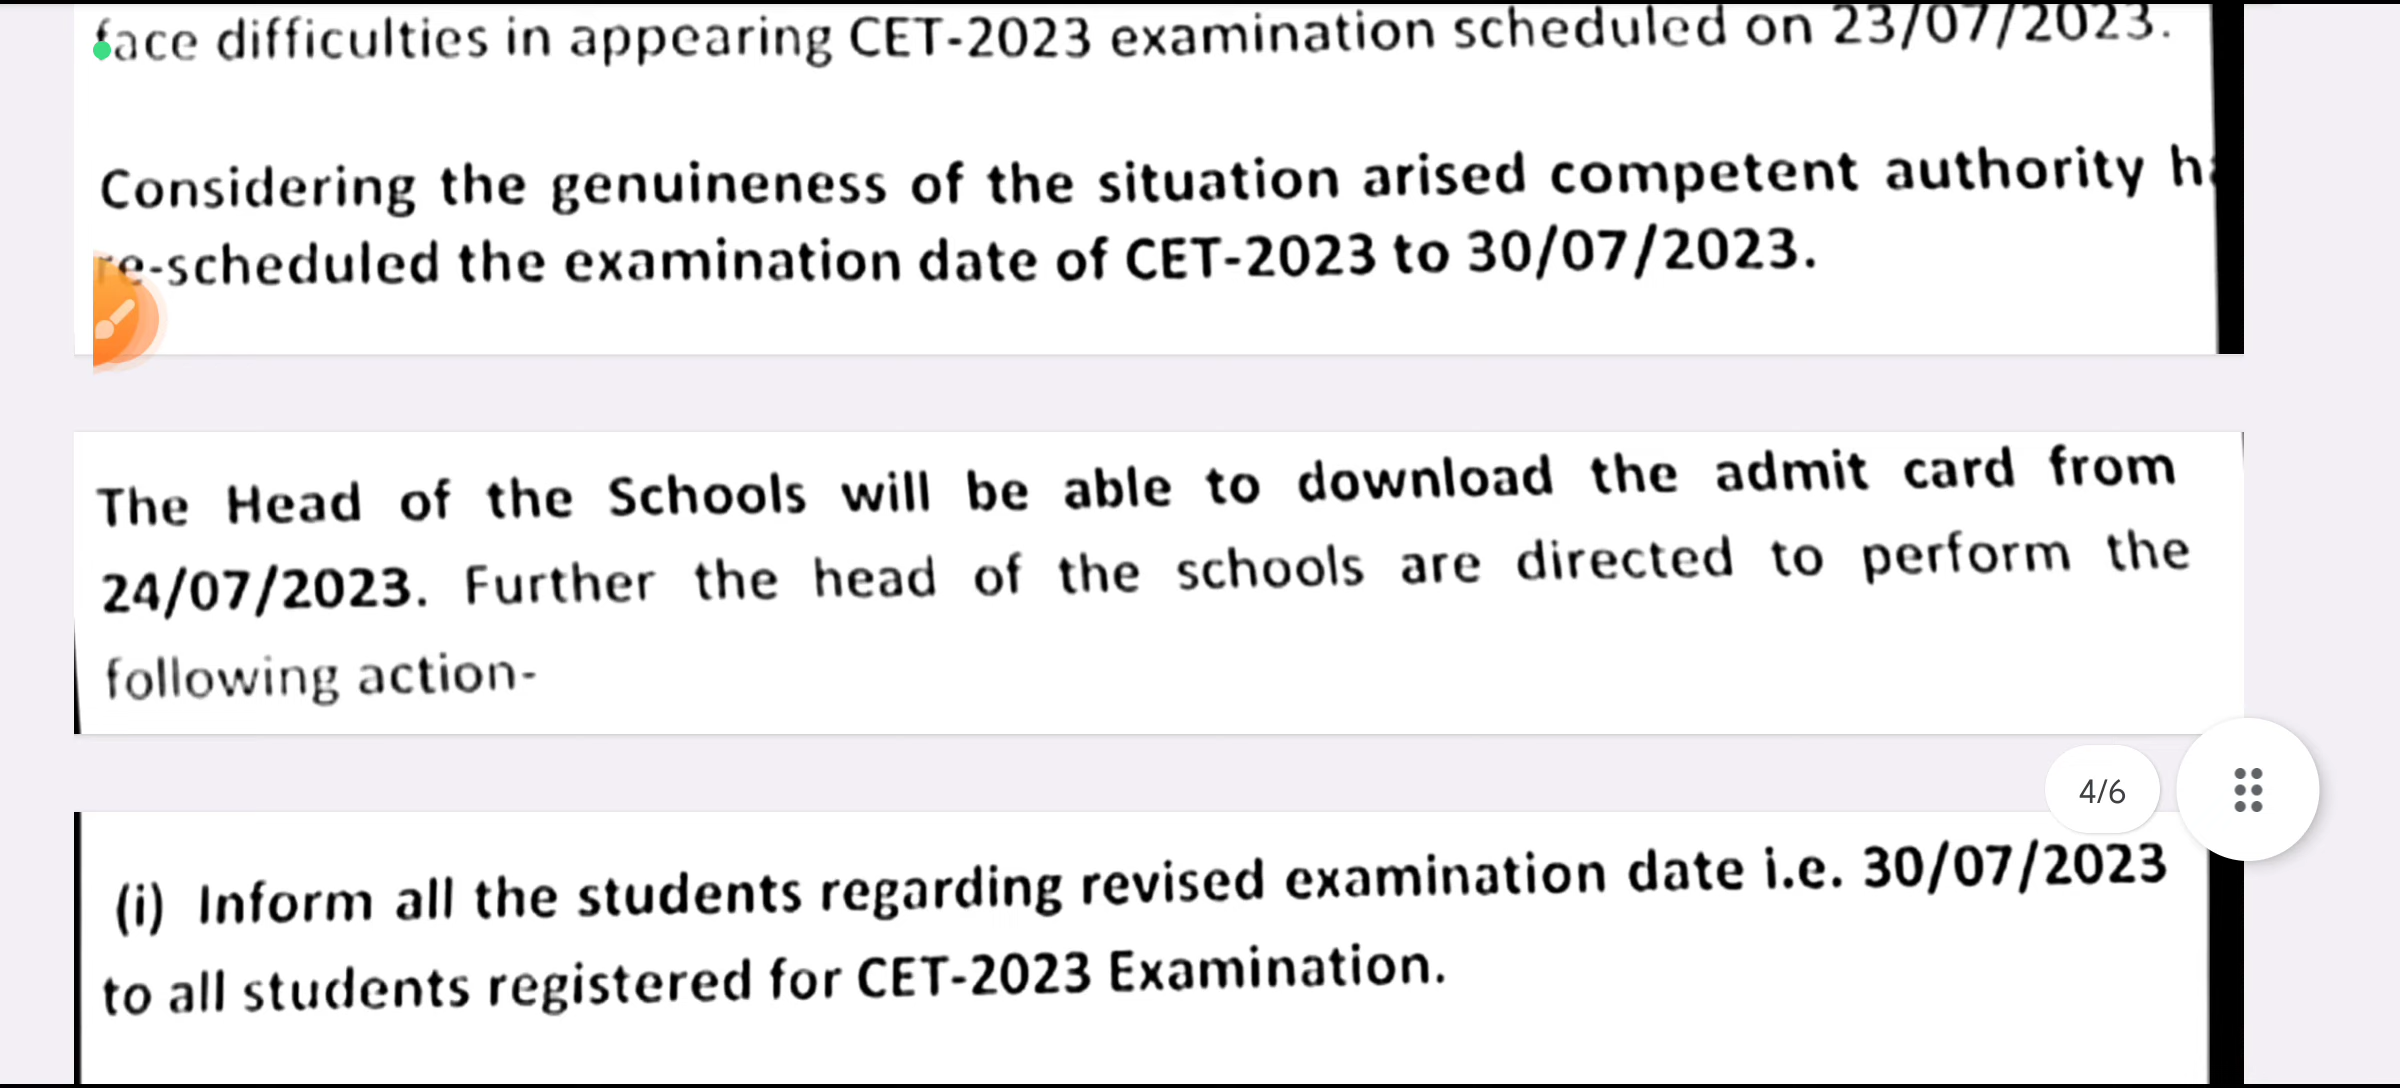 face difficulties in appearing CET-2023 examination scheduled on 23/07/2023.
Considering the genuineness of the situation arised competent authority
re-scheduled the examination date of CET-2023 to 30/07/2023.
The Head of the Schools will be able to download the admit card from
24/07/2023. Further the head of the schools are directed to perform the
following action-
4/6
(i) Inform all the students regarding revised examination date i.e. 30/07/2023
to all students registered for CET-2023 Examination.